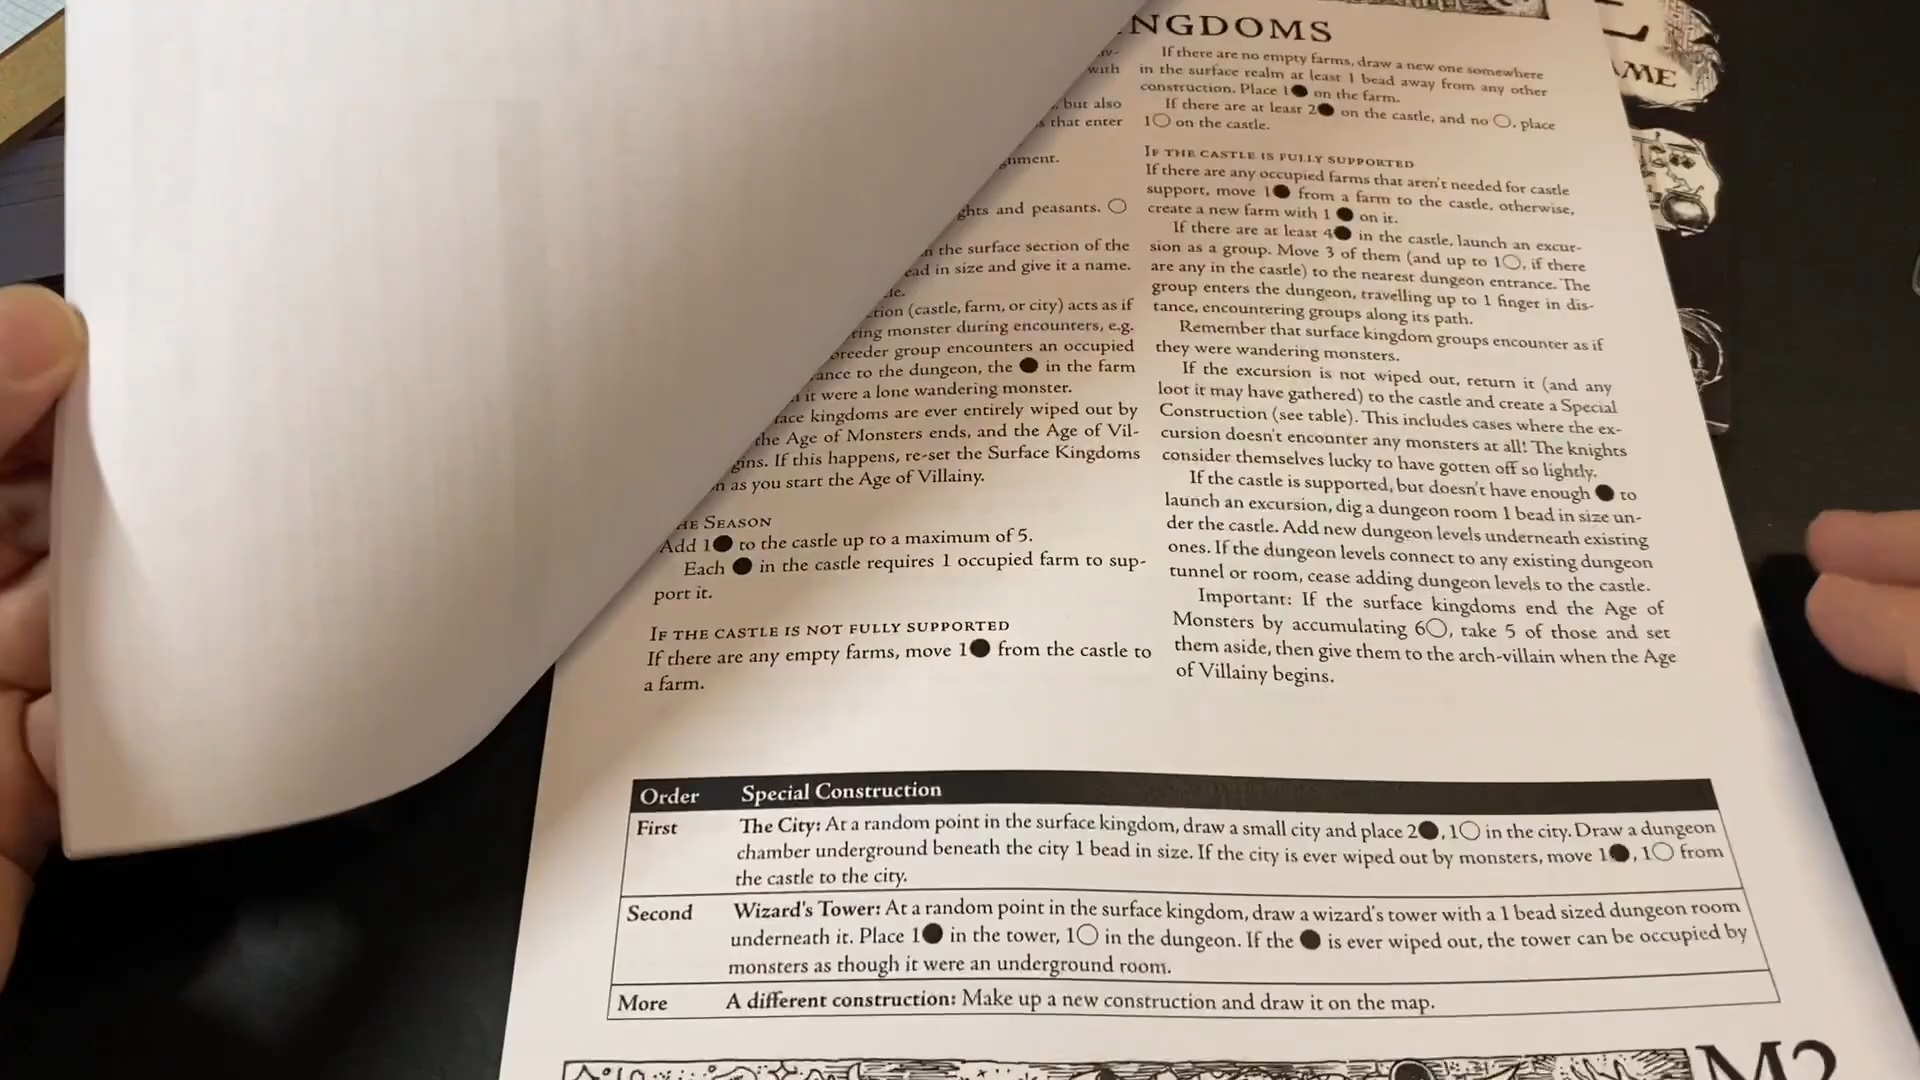 NGDOMS
with
but also
that enter
ghts and peasants. ○
n the surface section of the
ead in size and give it a name.
ction (castle, farm, or city) acts as if
ring monster during encounters, e.g.
breeder group encounters an occupied
ance to the dungeon, the ● in the farm
it were a lone wandering monster.
face kingdoms are ever entirely wiped out by
the Age of Monsters ends, and the Age of Vil-
gins. If this happens, re-set the Surface Kingdoms
n as you start the Age of Villainy.
HE SEASON
Add 1● to the castle up to a maximum of 5.
Each ● in the castle requires 1 occupied farm to sup-
port it.
IF THE CASTLE IS NOT FULLY SUPPORTED
If there are any empty farms, move 1● from the castle to
a farm.
If there are no empty farms, draw a new one somewhere
in the surface realm at least 1 bead away from any other
construction. Place 1● on the farm.
If there are at least 2● on the castle, and no ○, place
1○ on the castle.
IF THE CASTLE IS FULLY SUPPORTED
If there are any occupied farms that aren't needed for castle
support, move 1● from a farm to the castle, otherwise,
create a new farm with 1 ● on it.
If there are at least 4● in the castle, launch an excur-
sion as a group. Move 3 of them (and up to 1○, if there
are any in the castle) to the nearest dungeon entrance. The
group enters the dungeon, travelling up to 1 finger in dis-
tance, encountering groups along its path.
Remember that surface kingdom groups encounter as if
they were wandering monsters.
If the excursion is not wiped out, return it (and any
loot it may have gathered) to the castle and create a Special
Construction (see table). This includes cases where the ex-
cursion doesn't encounter any monsters at all! The knights
consider themselves lucky to have gotten off so lightly.
If the castle is supported, but doesn't have enough ● to
launch an excursion, dig a dungeon room 1 bead in size un-
der the castle. Add new dungeon levels underneath existing
ones. If the dungeon levels connect to any existing dungeon
tunnel or room, cease adding dungeon levels to the castle.
Important: If the surface kingdoms end the Age of
Monsters by accumulating 6○, take 5 of those and set
them aside, then give them to the arch-villain when the Age
of Villainy begins.
Order Special Construction
First The City: At a random point in the surface kingdom, draw a small city and place 2●, 1○ in the city. Draw a dungeon
chamber underground beneath the city 1 bead in size. If the city is ever wiped out by monsters, move 1●, 1○ from
the castle to the city.
Second Wizard's Tower: At a random point in the surface kingdom, draw a wizard's tower with a 1 bead sized dungeon room
underneath it. Place 1● in the tower, 1○ in the dungeon. If the ● is ever wiped out, the tower can be occupied by
monsters as though it were an underground room.
More A different construction: Make up a new construction and draw it on the map.
AME